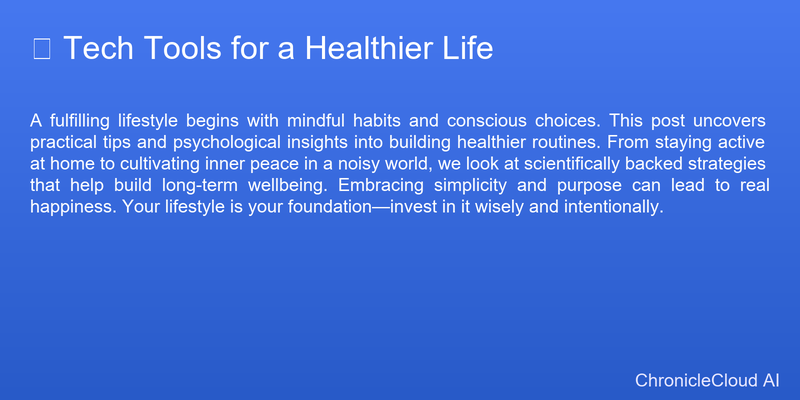 Tech Tools for a Healthier Life
A fulfilling lifestyle begins with mindful habits and conscious choices. This post uncovers
practical tips and psychological insights into building healthier routines. From staying active
at home to cultivating inner peace in a noisy world, we look at scientifically backed strategies
that help build long-term wellbeing. Embracing simplicity and purpose can lead to real
happiness. Your lifestyle is your foundation—invest in it wisely and intentionally.
ChronicleCloud AI